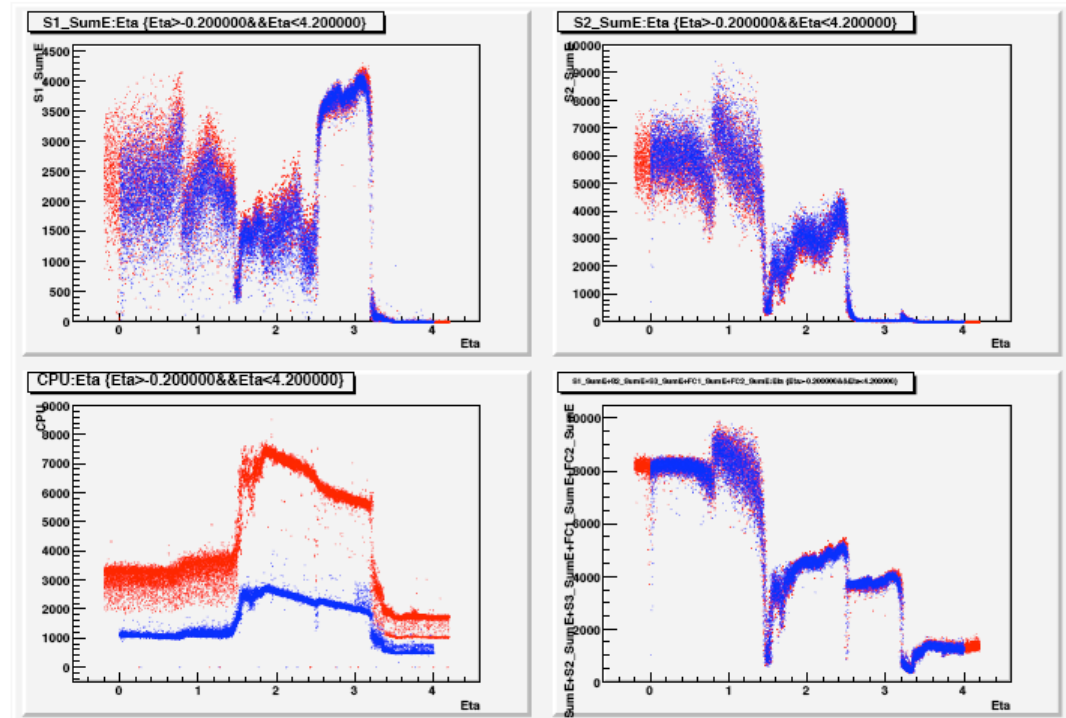 S1_SumE:Eta {Eta>-0.200000&&Eta<4.200000}
S1_SumE
4500
4000
3500
3000
2500
2000
1500
1000
500
0
0 1 2 3 4
Eta
S2_SumE:Eta {Eta>-0.200000&&Eta<4.200000}
S2_SumE
10000
9000
8000
7000
6000
5000
4000
3000
2000
1000
0
0 1 2 3 4
Eta
CPU:Eta {Eta>-0.200000&&Eta<4.200000}
CPU
9000
8000
7000
6000
5000
4000
3000
2000
1000
0
0 1 2 3 4
Eta
S1_SumE+S2_SumE+S3_SumE+FC1_SumE+FC2_SumE:Eta {Eta>-0.200000&&Eta<4.200000}
SumE+S2_SumE+S3_SumE+FC1_SumE+FC2_SumE
10000
8000
6000
4000
2000
0
0 1 2 3 4
Eta